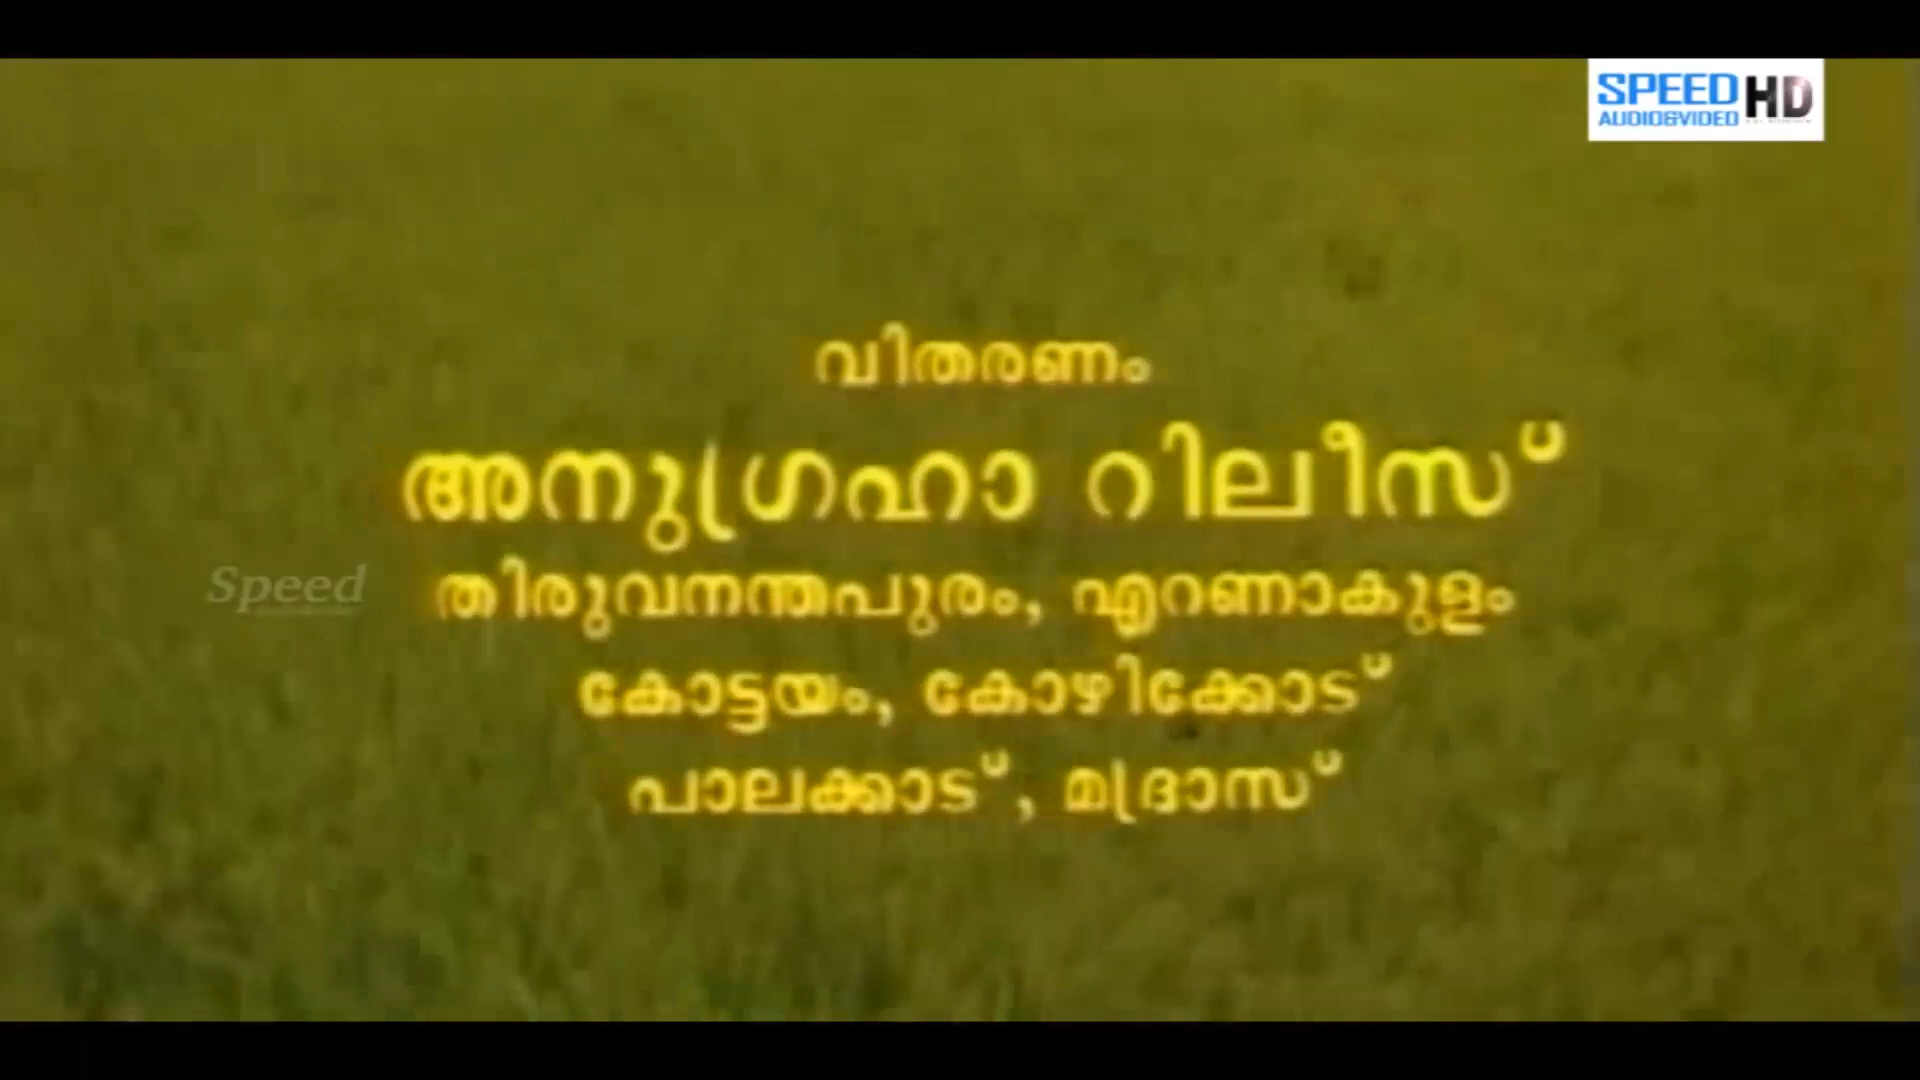 SPEED HD
AUDIO&VIDEO
വിതരണം
അനുഗ്രഹാ റിലീസ്
Speed
തിരുവനന്തപുരം, എറണാകുളം
കോട്ടയം, കോഴിക്കോട്
പാലക്കാട്, മദ്രാസ്